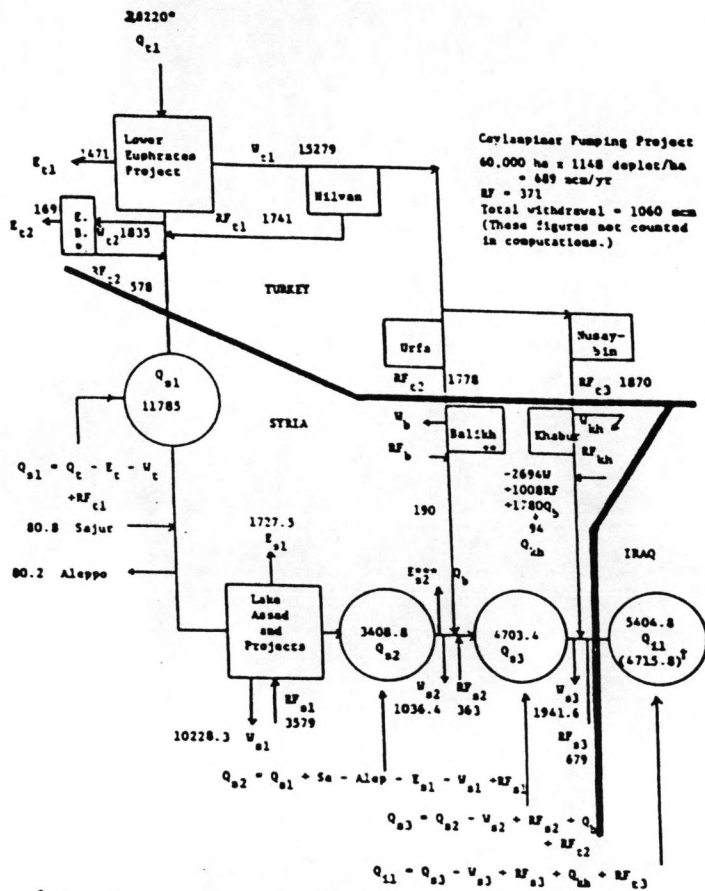 28220°
Q_t1
Lower
Euphrates
Project
E_t1
1471
W_t1 15279
Hilvan
RF_t1 1741
169
E_t2
E.
B.
W_t2 1835
RF_t2
578
Ceylanpinar Pumping Project
60,000 ha x 1148 deplet/ha
= 689 mcm/yr
RF = 371
Total withdrawal = 1060 mcm
(These figures not counted
in computations.)
TURKEY
Urfa
Nusay-
bin
RF_t2 1778
RF_t3 1870
Q_s1
11785
SYRIA
W_b
RF_b
Balikh
**
Khabur
W_kh
RF_kh
-2694W
+1008RF
+1780Q_b
+
94
Q_kh
190
Q_s1 = Q_t - E_t - W_t
+RF_t1
80.8 Sajur
80.2 Aleppo
1727.5
E_s1
IRAQ
Lake
Assad
and
Projects
E_s2***
Q_b
3408.8
Q_s2
4703.4
Q_s3
5404.8
Q_i1
(4715.8)†
RF_s1
3579
10228.3 W_s1
W_s2
1036.4
RF_s2
363
W_s3
1941.6
RF_s3
679
Q_s2 = Q_s1 + Sa - Alep - E_s1 - W_s1 +RF_s1
Q_s3 = Q_s2 - W_s2 + RF_s2 + Q_b
+ RF_t2
Q_i1 = Q_s3 - W_s3 + RF_s3 + Q_kh + RF_t3